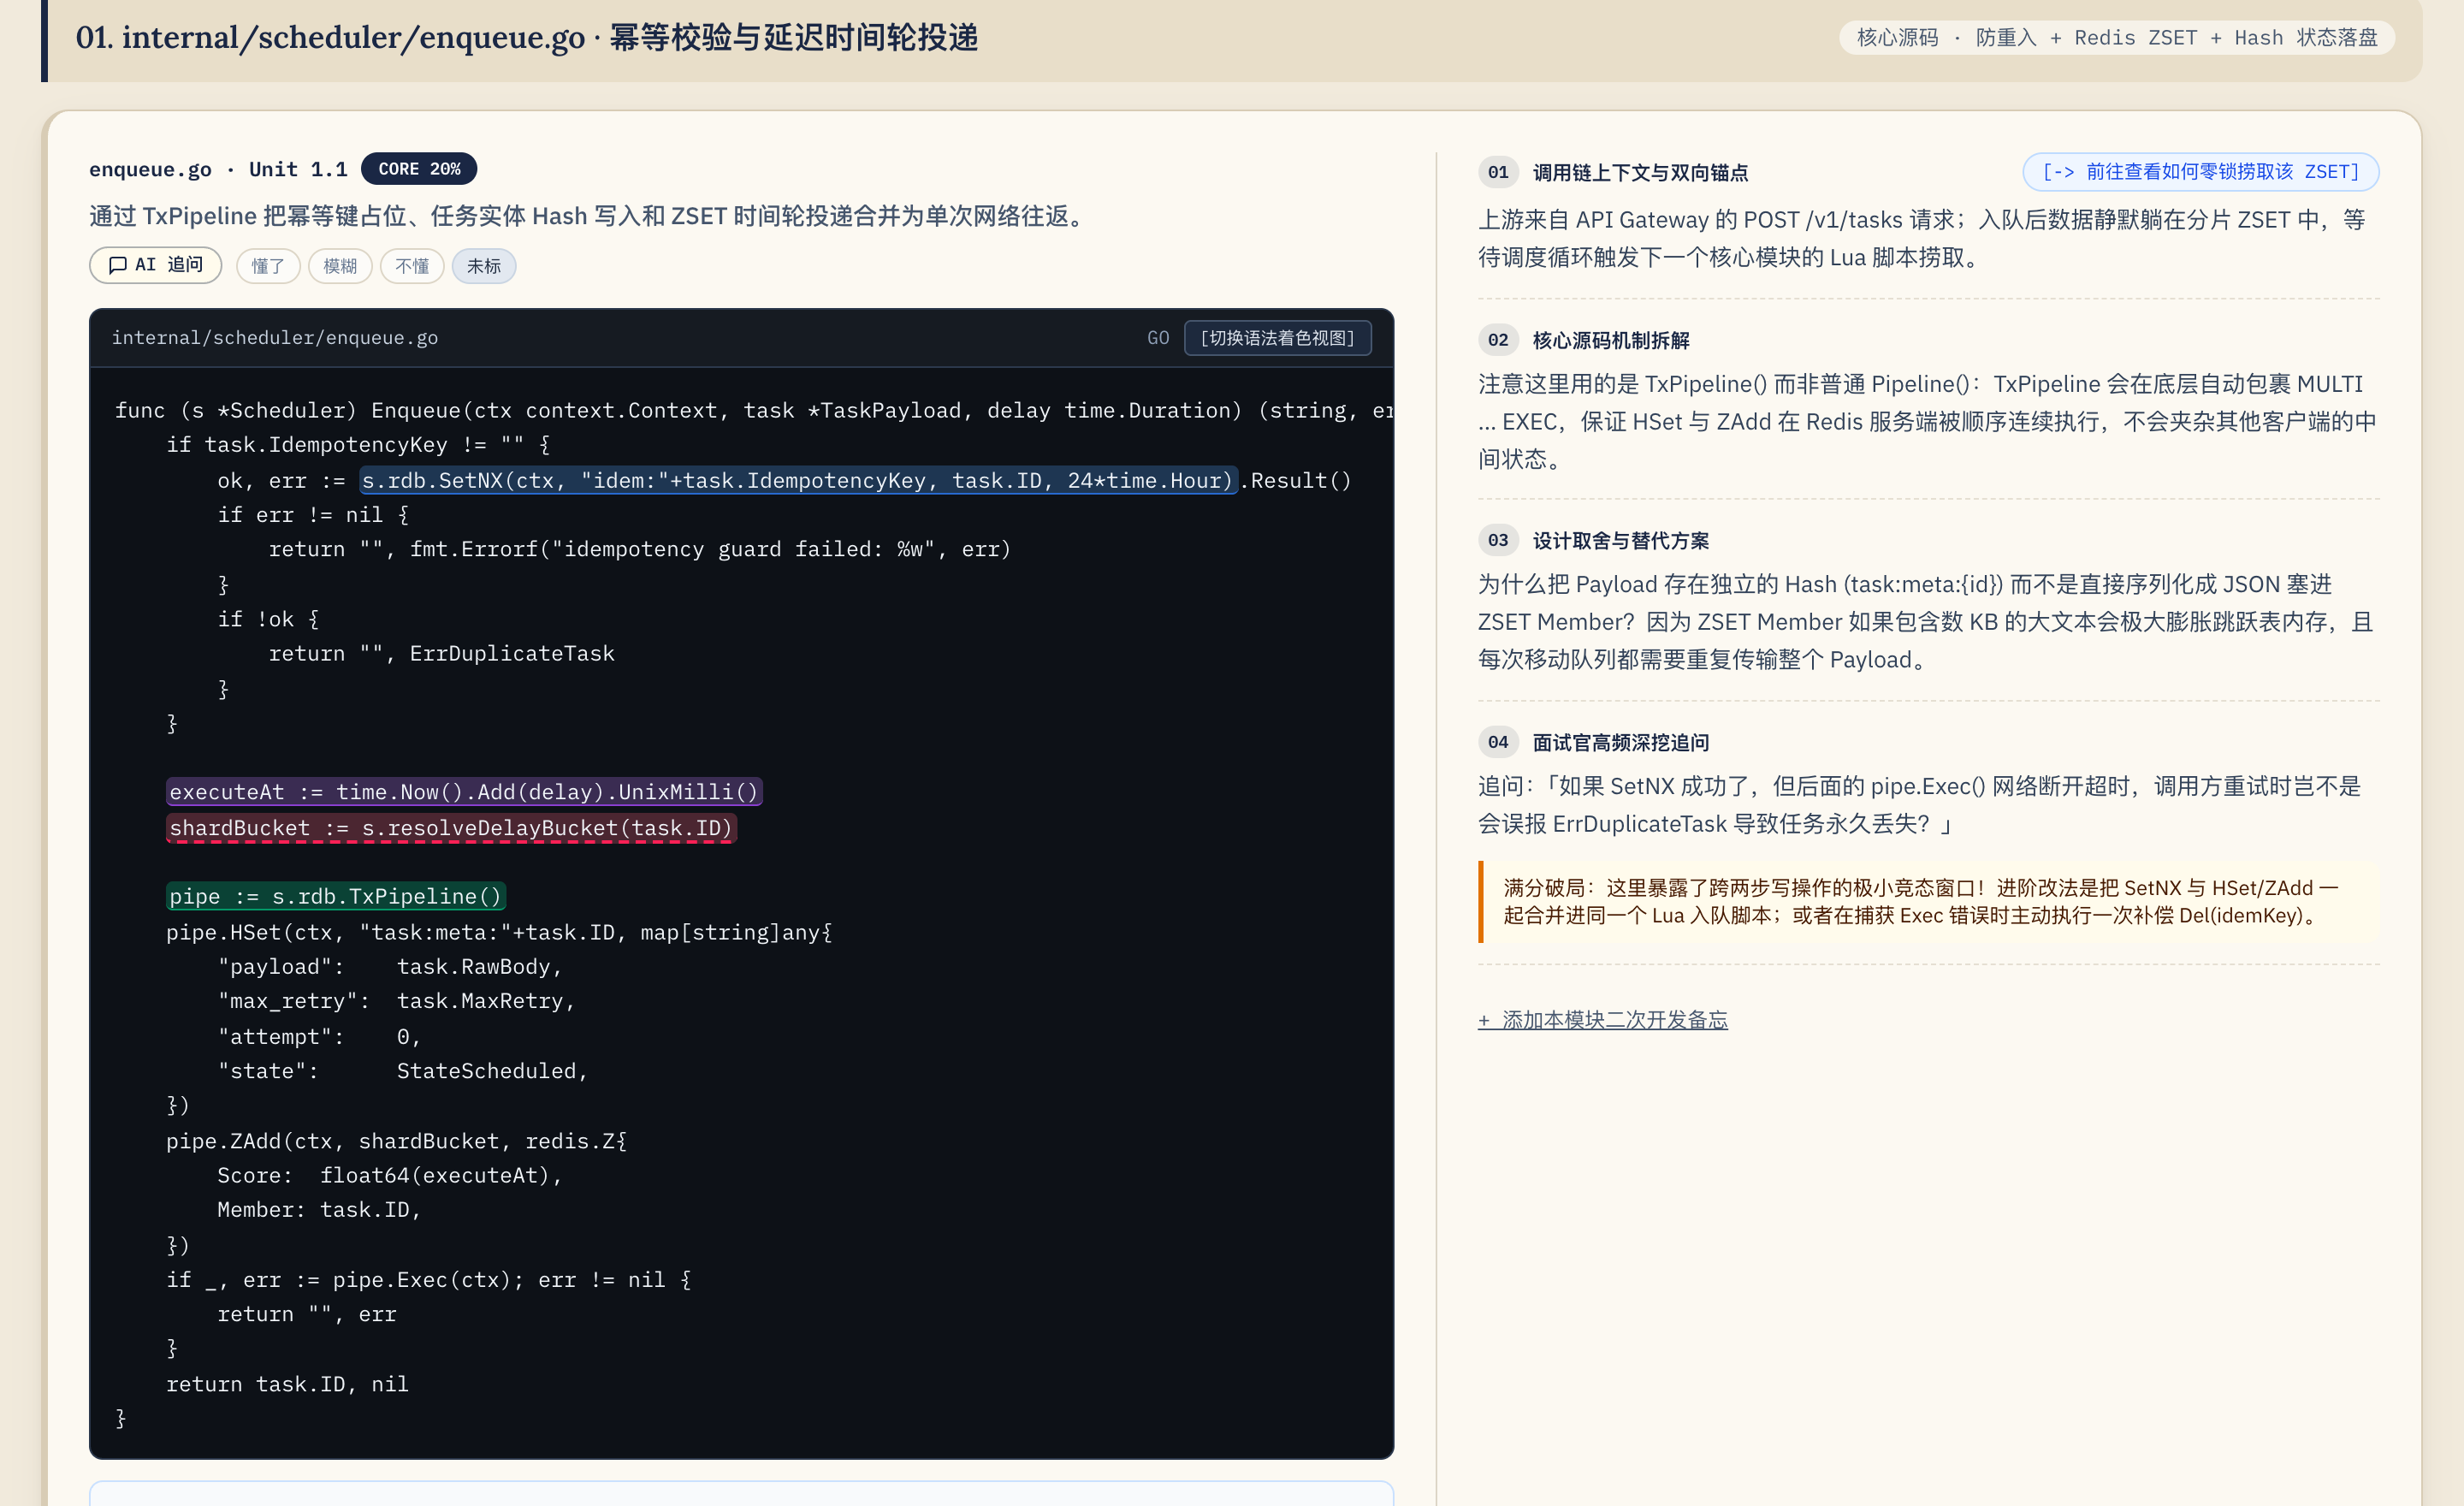 01. internal/scheduler/enqueue.go · 幂等校验与延迟时间轮投递
核心源码 · 防重入 + Redis ZSET + Hash 状态落盘
enqueue.go · Unit 1.1 CORE 20%
通过 TxPipeline 把幂等键占位、任务实体 Hash 写入和 ZSET 时间轮投递合并为单次网络往返。
AI 追问 懂了 模糊 不懂 未标
internal/scheduler/enqueue.go GO [切换语法着色视图]
func (s *Scheduler) Enqueue(ctx context.Context, task *TaskPayload, delay time.Duration) (string, er
    if task.IdempotencyKey != "" {
        ok, err := s.rdb.SetNX(ctx, "idem:"+task.IdempotencyKey, task.ID, 24*time.Hour).Result()
        if err != nil {
            return "", fmt.Errorf("idempotency guard failed: %w", err)
        }
        if !ok {
            return "", ErrDuplicateTask
        }
    }
    executeAt := time.Now().Add(delay).UnixMilli()
    shardBucket := s.resolveDelayBucket(task.ID)
    pipe := s.rdb.TxPipeline()
    pipe.HSet(ctx, "task:meta:"+task.ID, map[string]any{
        "payload":    task.RawBody,
        "max_retry":  task.MaxRetry,
        "attempt":    0,
        "state":      StateScheduled,
    })
    pipe.ZAdd(ctx, shardBucket, redis.Z{
        Score:  float64(executeAt),
        Member: task.ID,
    })
    if _, err := pipe.Exec(ctx); err != nil {
        return "", err
    }
    return task.ID, nil
}
01 调用链上下文与双向锚点 [-> 前往查看如何零锁捞取该 ZSET]
上游来自 API Gateway 的 POST /v1/tasks 请求；入队后数据静默躺在分片 ZSET 中，等
待调度循环触发下一个核心模块的 Lua 脚本捞取。
02 核心源码机制拆解
注意这里用的是 TxPipeline() 而非普通 Pipeline()：TxPipeline 会在底层自动包裹 MULTI
... EXEC，保证 HSet 与 ZAdd 在 Redis 服务端被顺序连续执行，不会夹杂其他客户端的中
间状态。
03 设计取舍与替代方案
为什么把 Payload 存在独立的 Hash (task:meta:{id}) 而不是直接序列化成 JSON 塞进
ZSET Member？因为 ZSET Member 如果包含数 KB 的大文本会极大膨胀跳跃表内存，且
每次移动队列都需要重复传输整个 Payload。
04 面试官高频深挖追问
追问：「如果 SetNX 成功了，但后面的 pipe.Exec() 网络断开超时，调用方重试时岂不是
会误报 ErrDuplicateTask 导致任务永久丢失？」
满分破局：这里暴露了跨两步写操作的极小竞态窗口！进阶改法是把 SetNX 与 HSet/ZAdd 一
起合并进同一个 Lua 入队脚本；或者在捕获 Exec 错误时主动执行一次补偿 Del(idemKey)。
+ 添加本模块二次开发备忘